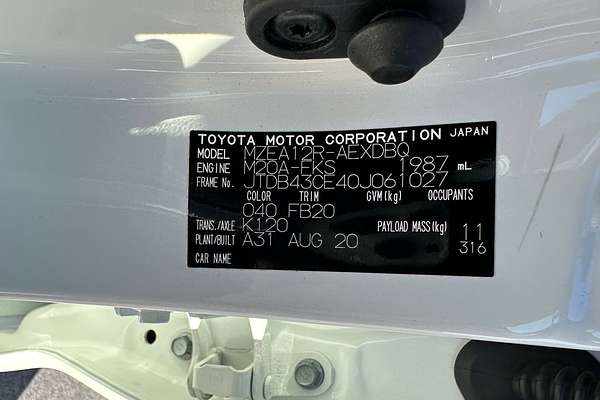 TOYOTA MOTOR CORPORATION JAPAN
MODEL MZEA12R-AEXDBQ
ENGINE M20A-FKS 1987 mL
FRAME No. JTDB43CE40J061027
COLOR TRIM GVM(kg) OCCUPANTS
040 FB20
TRANS./AXLE K120 PAYLOAD MASS(kg) 11
PLANT/BUILT A31 AUG 20 316
CAR NAME